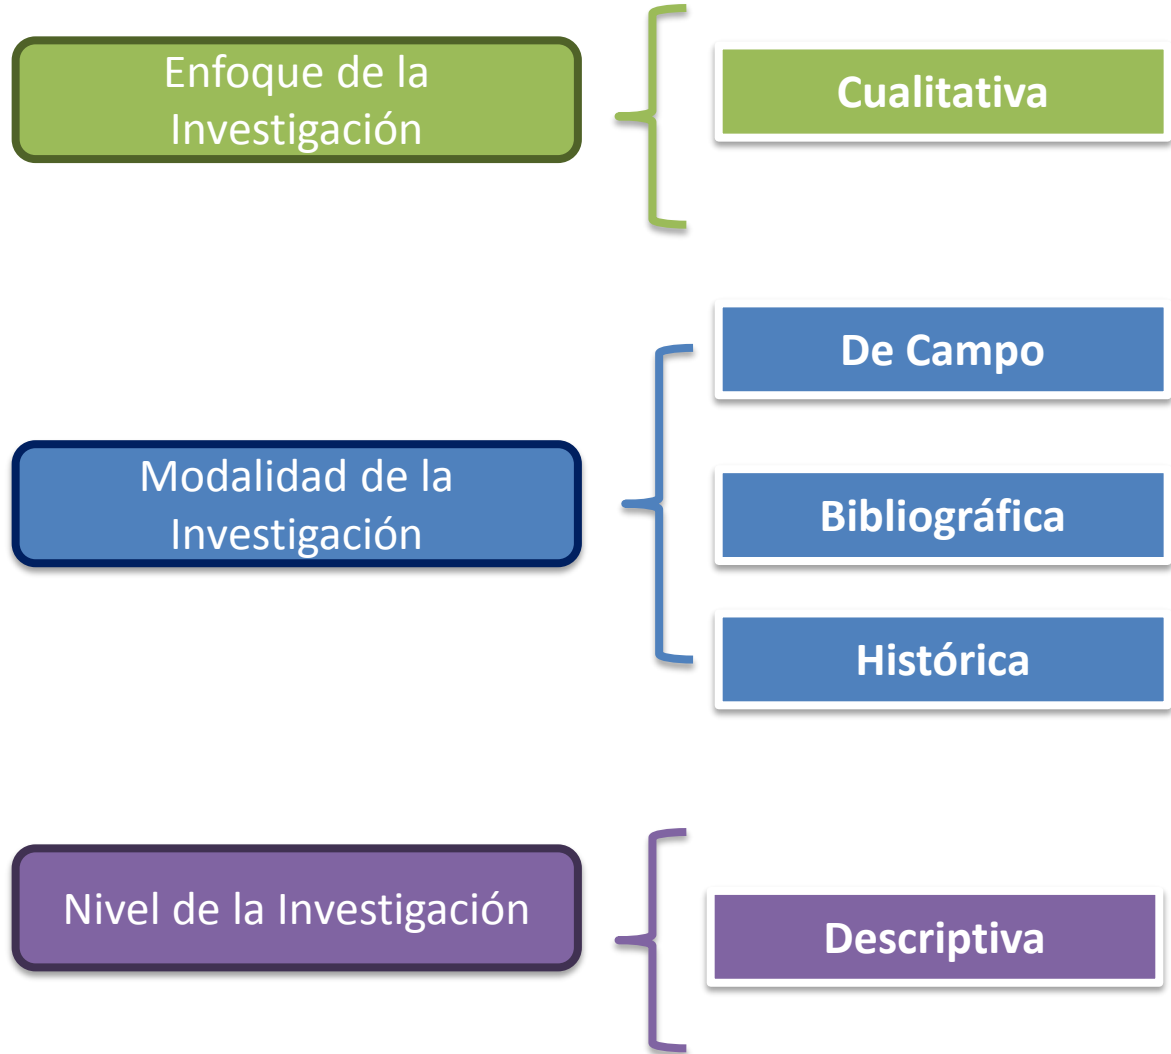 Enfoque de la
Investigación
Cualitativa
De Campo
Modalidad de la
Investigación
Bibliográfica
Histórica
Nivel de la Investigación
Descriptiva